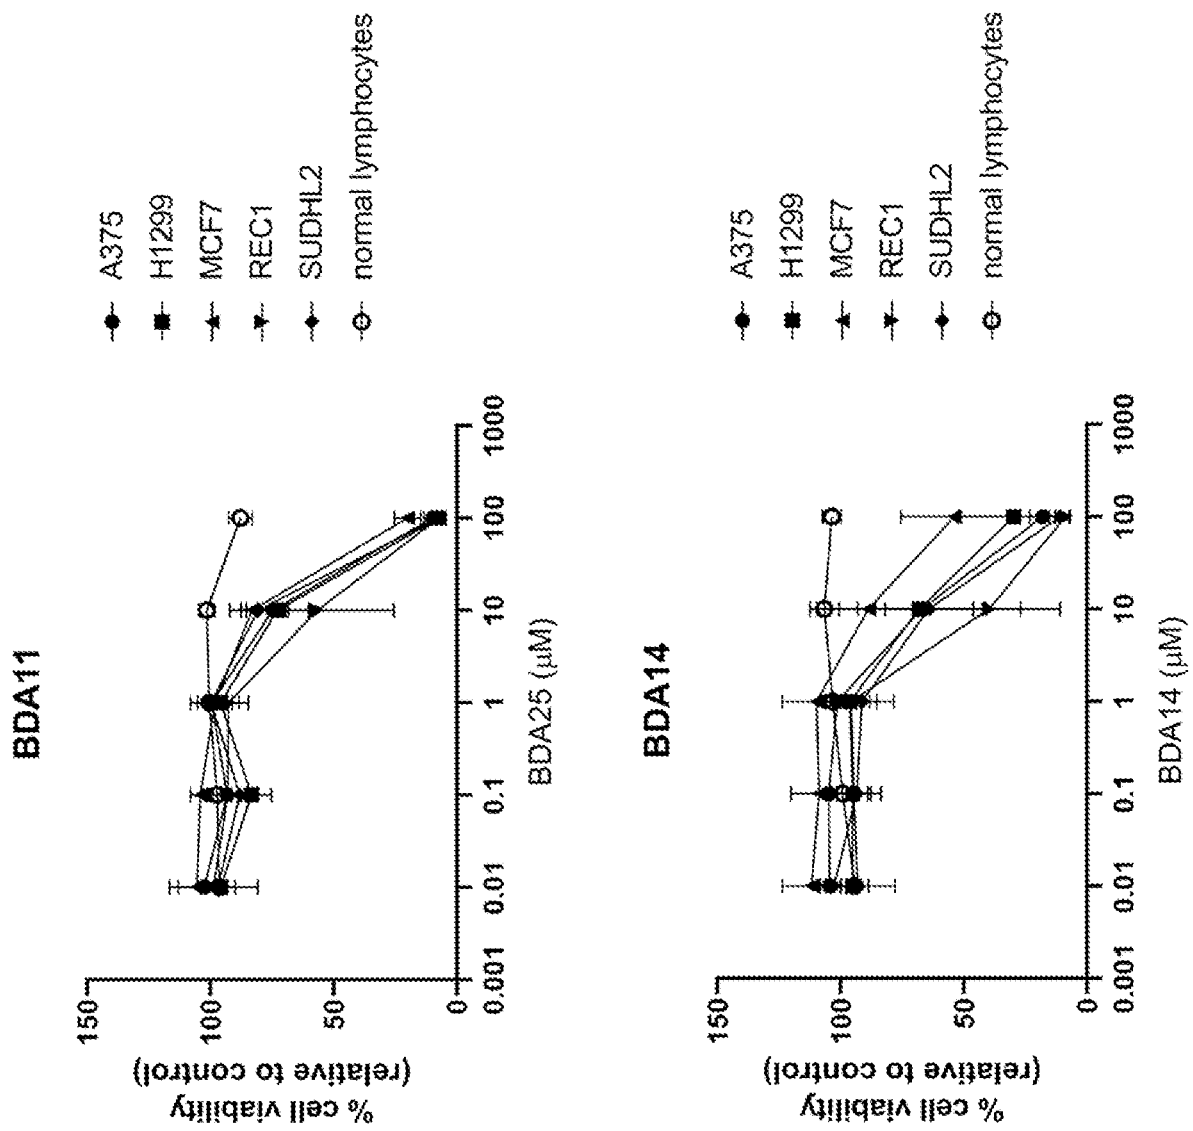 BDA11
% cell viability
(relative to control)
150
100
50
0
0.001
0.01
0.1
1
10
100
1000
BDA25 (μM)
A375
H1299
MCF7
REC1
SUDHL2
normal lymphocytes
BDA14
% cell viability
(relative to control)
150
100
50
0
0.001
0.01
0.1
1
10
100
1000
BDA14 (μM)
A375
H1299
MCF7
REC1
SUDHL2
normal lymphocytes